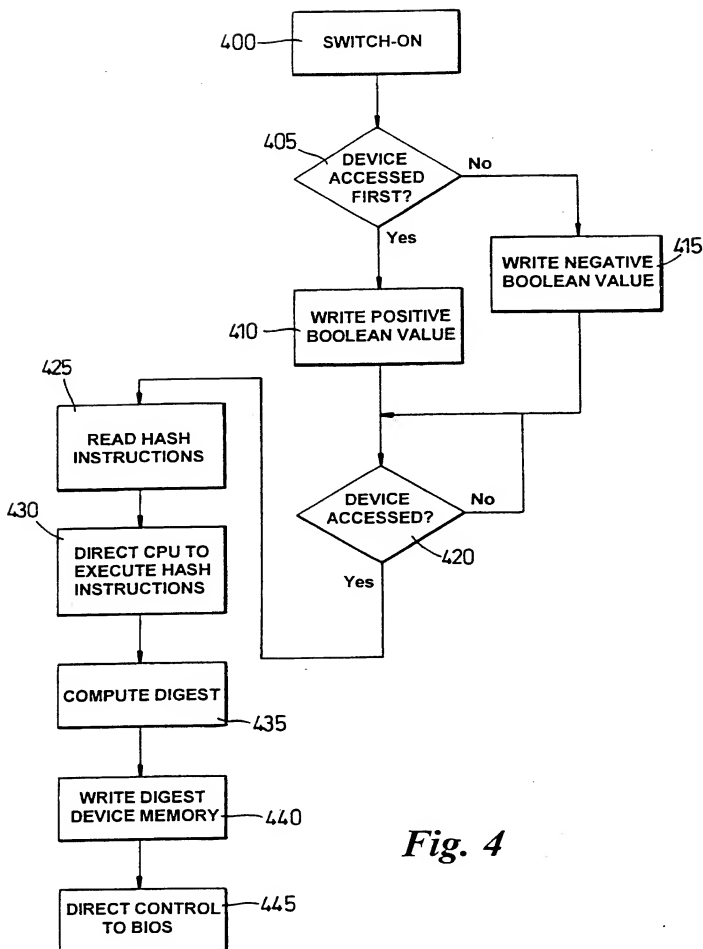 400
SWITCH-ON
405
DEVICE
ACCESSED
FIRST?
No
Yes
WRITE NEGATIVE
BOOLEAN VALUE
415
410
WRITE POSITIVE
BOOLEAN VALUE
425
READ HASH
INSTRUCTIONS
DEVICE
ACCESSED?
No
420
Yes
430
DIRECT CPU TO
EXECUTE HASH
INSTRUCTIONS
COMPUTE DIGEST
435
WRITE DIGEST
DEVICE MEMORY
440
DIRECT CONTROL
TO BIOS
445
Fig. 4